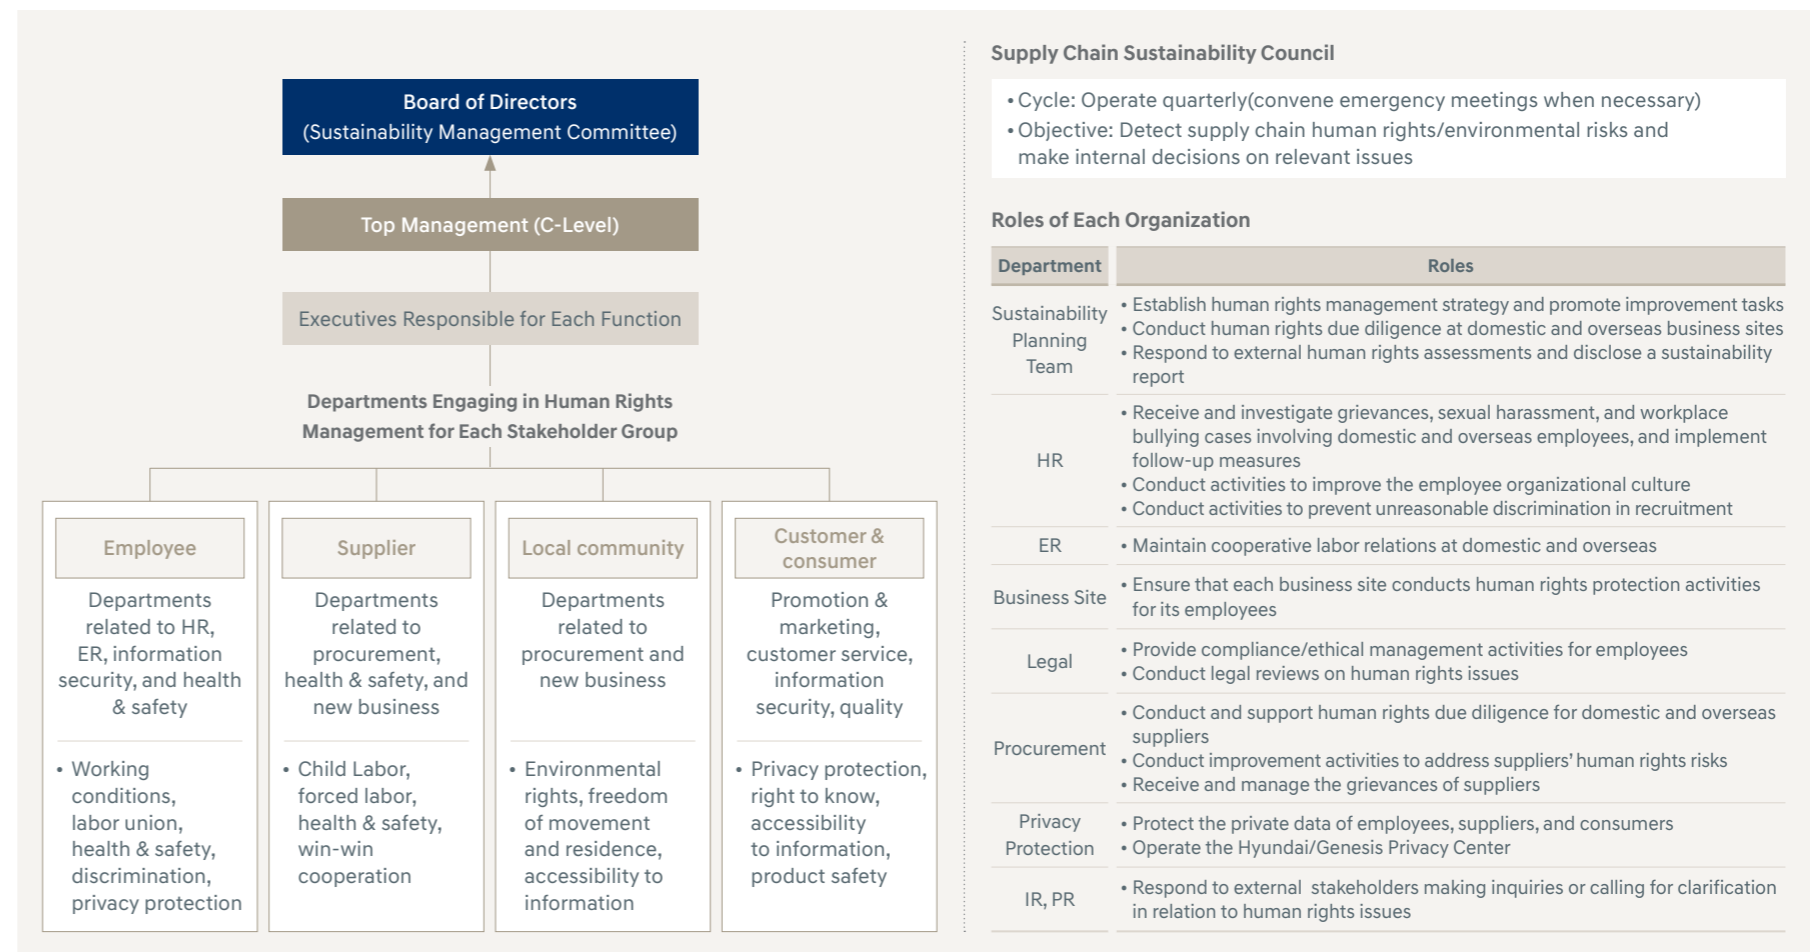 Board of Directors
(Sustainability Management Committee)
Top Management (C-Level)
Executives Responsible for Each Function
Departments Engaging in Human Rights
Management for Each Stakeholder Group
Employee
Departments
related to HR,
ER, information
security, and health
& safety
• Working
conditions,
labor union,
health & safety,
discrimination,
privacy protection
Supplier
Departments
related to
procurement,
health & safety, and
new business
• Child Labor,
forced labor,
health & safety,
win-win
cooperation
Local community
Departments
related to
procurement and
new business
• Environmental
rights, freedom
of movement
and residence,
accessibility to
information
Customer &
consumer
Promotion &
marketing,
customer service,
information
security, quality
• Privacy protection,
right to know,
accessibility
to information,
product safety
Supply Chain Sustainability Council
• Cycle: Operate quarterly(convene emergency meetings when necessary)
• Objective: Detect supply chain human rights/environmental risks and
make internal decisions on relevant issues
Roles of Each Organization
Department
Roles
Sustainability
Planning
Team
• Establish human rights management strategy and promote improvement tasks
• Conduct human rights due diligence at domestic and overseas business sites
• Respond to external human rights assessments and disclose a sustainability
report
HR
• Receive and investigate grievances, sexual harassment, and workplace
bullying cases involving domestic and overseas employees, and implement
follow-up measures
• Conduct activities to improve the employee organizational culture
• Conduct activities to prevent unreasonable discrimination in recruitment
ER
• Maintain cooperative labor relations at domestic and overseas
Business Site
• Ensure that each business site conducts human rights protection activities
for its employees
Legal
• Provide compliance/ethical management activities for employees
• Conduct legal reviews on human rights issues
Procurement
• Conduct and support human rights due diligence for domestic and overseas
suppliers
• Conduct improvement activities to address suppliers’ human rights risks
• Receive and manage the grievances of suppliers
Privacy
Protection
• Protect the private data of employees, suppliers, and consumers
• Operate the Hyundai/Genesis Privacy Center
IR, PR
• Respond to external stakeholders making inquiries or calling for clarification
in relation to human rights issues